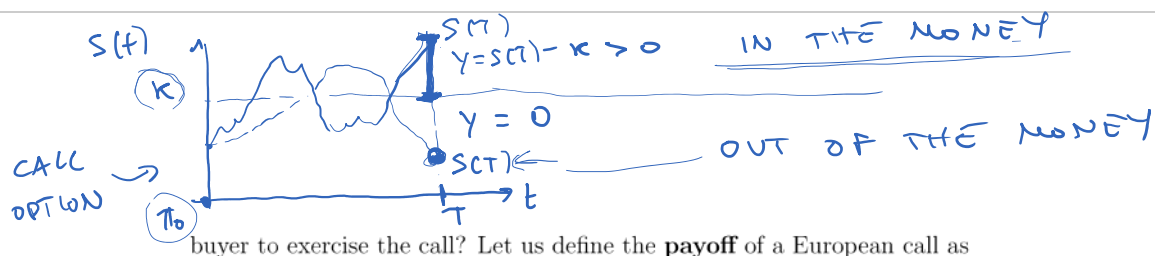 S(T)
S(t)
IN THE MONEY
Y=S(T)-K > 0
K
Y = 0
OUT OF THE MONEY
S(T)
CALL
OPTION
t
Π₀
T
buyer to exercise the call? Let us define the payoff of a European call as